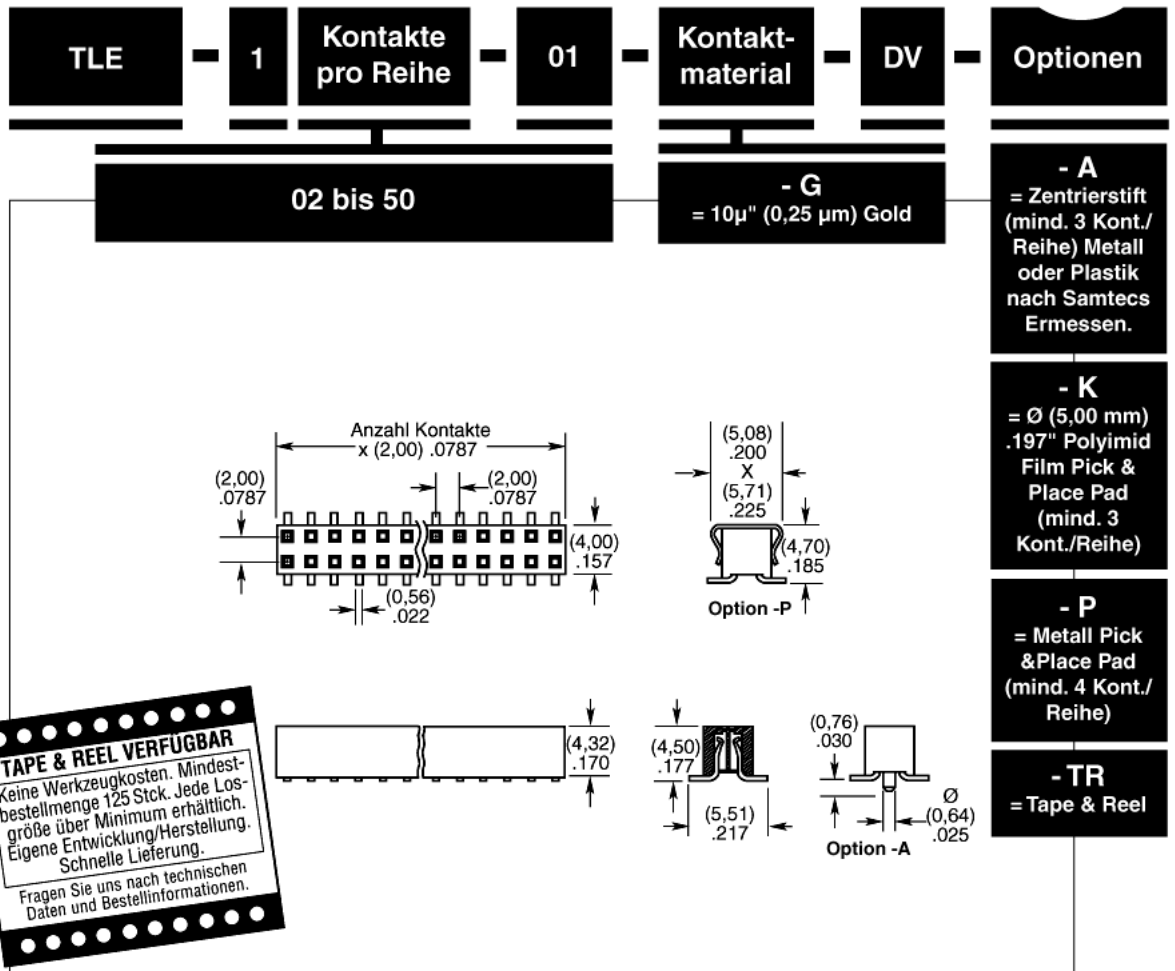 TLE - 1 Kontakte pro Reihe - 01 - Kontakt-material - DV - Optionen
02 bis 50
- G
= 10µ" (0,25 µm) Gold
- A
= Zentrierstift
(mind. 3 Kont./
Reihe) Metall
oder Plastik
nach Samtecs
Ermessen.
- K
= Ø (5,00 mm)
.197" Polyimid
Film Pick &
Place Pad
(mind. 3
Kont./Reihe)
- P
= Metall Pick
&Place Pad
(mind. 4 Kont./
Reihe)
- TR
= Tape & Reel
Anzahl Kontakte
x (2,00) .0787
(2,00)
.0787
(2,00)
.0787
(4,00)
.157
(0,56)
.022
(5,08)
.200
X
(5,71)
.225
(4,70)
.185
Option -P
(4,32)
.170
(4,50)
.177
(5,51)
.217
(0,76)
.030
Ø
(0,64)
.025
Option -A
TAPE & REEL VERFÜGBAR
Keine Werkzeugkosten. Mindest-
bestellmenge 125 Stck. Jede Los-
größe über Minimum erhältlich.
Eigene Entwicklung/Herstellung.
Schnelle Lieferung.
Fragen Sie uns nach technischen
Daten und Bestellinformationen.